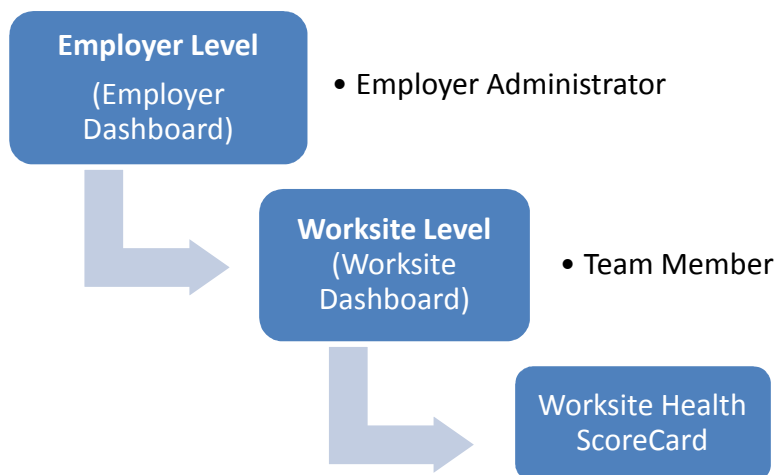 Employer Level
(Employer
Dashboard)
• Employer Administrator
Worksite Level
(Worksite
Dashboard)
• Team Member
Worksite Health
ScoreCard